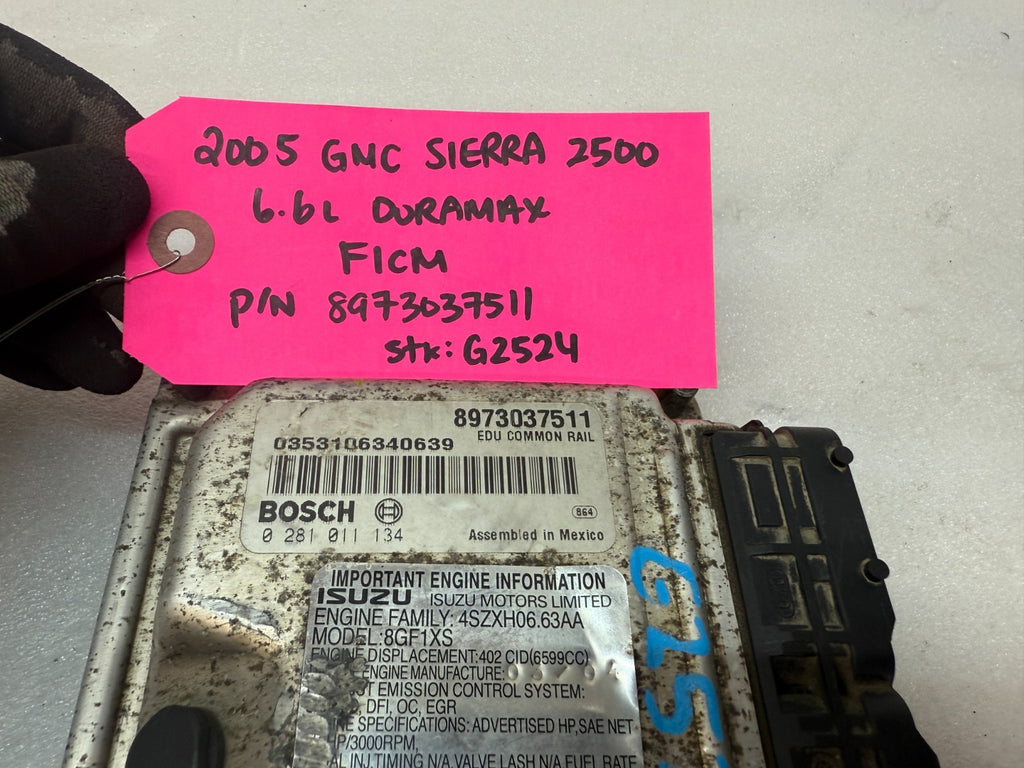 2005 GMC SIERRA 2500
6.6L DURAMAX
FICM
P/N 8973037511
stk: G2524
8973037511
EDU COMMON RAIL
0353106340639
BOSCH
864
0 281 011 134
Assembled in Mexico
IMPORTANT ENGINE INFORMATION
ISUZU ISUZU MOTORS LIMITED
ENGINE FAMILY: 4SZXH06.63AA
MODEL:8GF1XS
ENGINE DISPLACEMENT:402 CID(6599CC)
ENGINE MANUFACTURE:
EMISSION CONTROL SYSTEM:
DFI, OC, EGR
SPECIFICATIONS: ADVERTISED HP,SAE NET
HP/3000RPM,
INJ.TIMING N/A VALVE LASH N/A FUEL RATE
G25